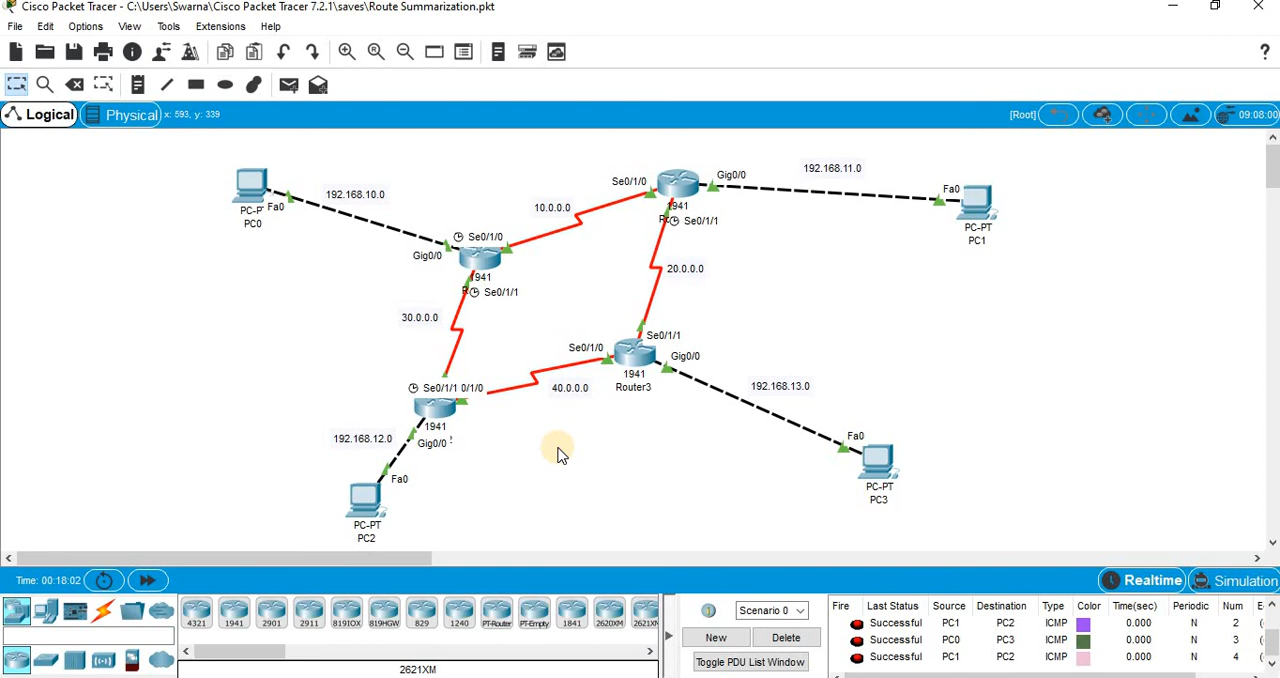 Cisco Packet Tracer - C:\Users\Swarna\Cisco Packet Tracer 7.2.1\saves\Route Summarization.pkt
File Edit Options View Tools Extensions Help
?
Logical Physical x: 593, y: 339 [Root] 09:08:00
192.168.11.0
Gig0/0
Se0/1/0
Fa0
192.168.10.0
PC-P
Fa0
PC0
10.0.0.0
1941
Se0/1/1
PC-PT
PC1
Se0/1/0
Gig0/0
1941
Se0/1/1
20.0.0.0
30.0.0.0
Se0/1/1
Se0/1/0
Gig0/0
1941
Router3
Se0/1/1 0/1/0
40.0.0.0
192.168.13.0
1941
192.168.12.0
Gig0/0
Fa0
Fa0
PC-PT
PC3
PC-PT
PC2
Time: 00:18:02 Realtime Simulation
4321 1941 2901 2911 819IOX 819HGW 829 1240 PT-Router PT-Empty 1841 2620XM 2621XM
2621XM
Scenario 0
New Delete
Toggle PDU List Window
Fire Last Status Source Destination Type Color Time(sec) Periodic Num
Successful PC1 PC2 ICMP 0.000 N 2
Successful PC0 PC3 ICMP 0.000 N 3
Successful PC1 PC2 ICMP 0.000 N 4